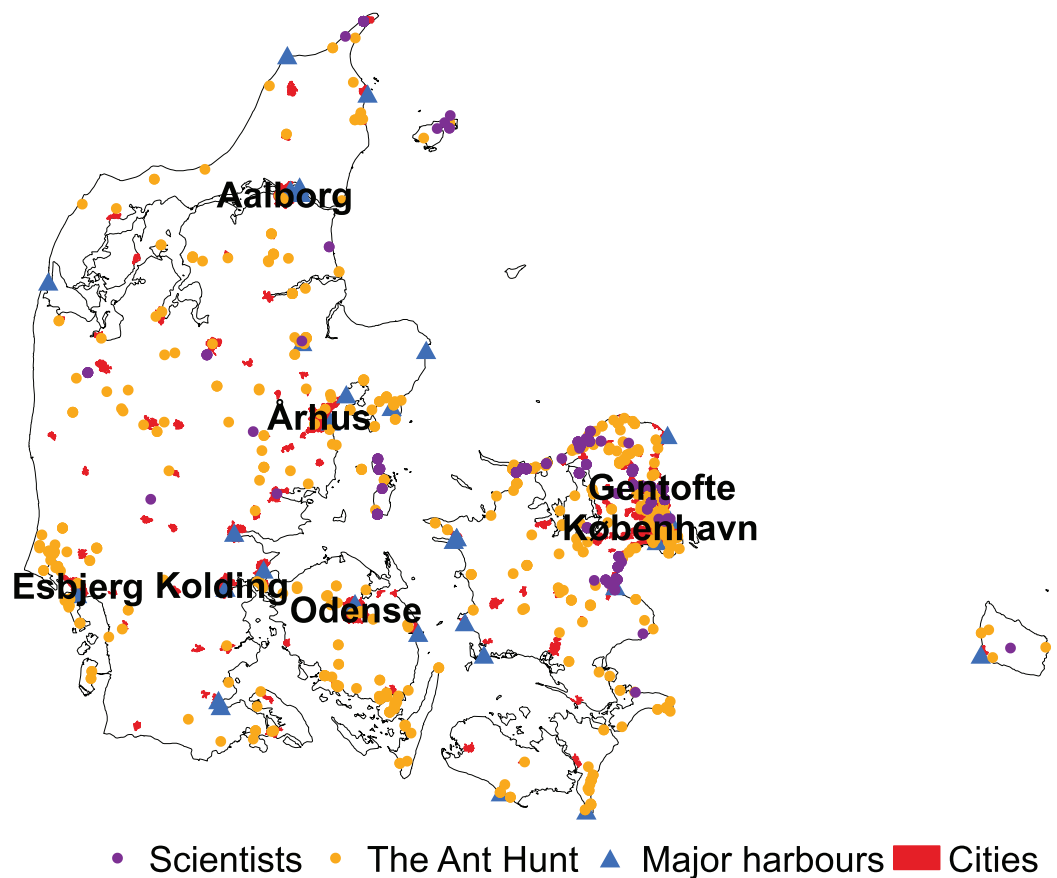 Aalborg
Århus
Gentofte
København
Esbjerg
Kolding
Odense
Scientists
The Ant Hunt
Major harbours
Cities